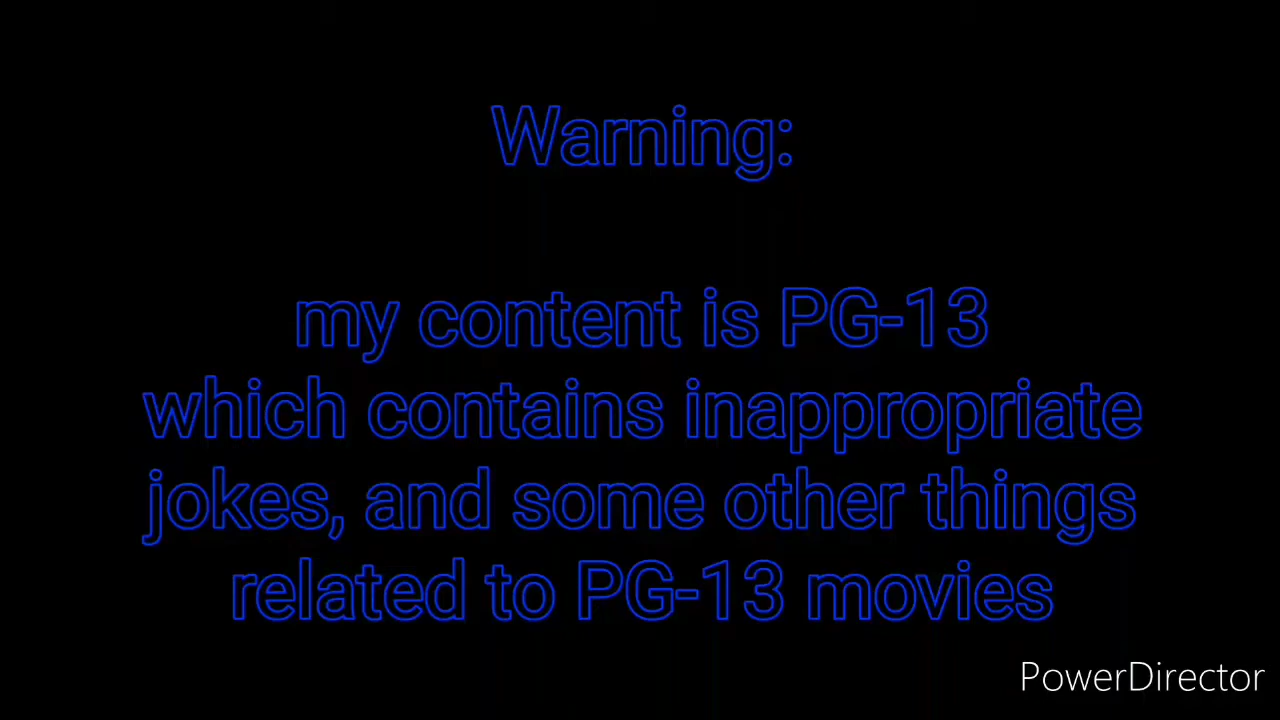 Warning:
my content is PG-13
which contains inappropriate
jokes, and some other things
related to PG-13 movies
PowerDirector